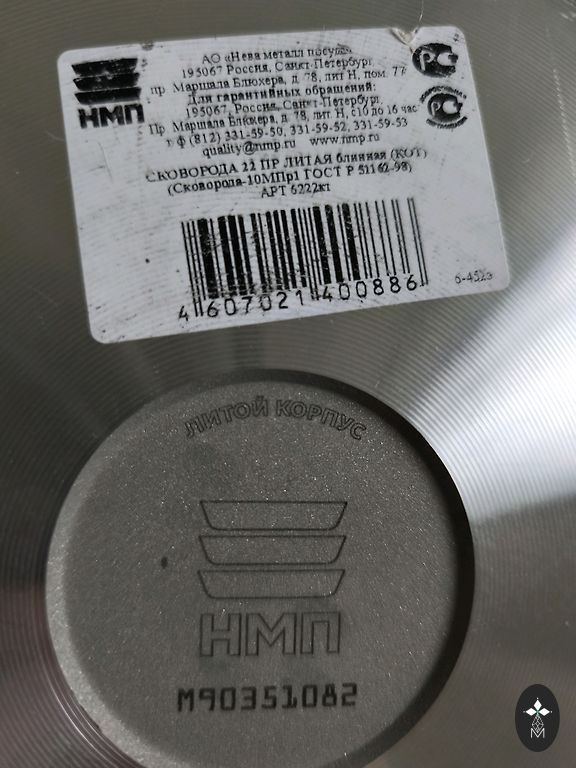 АО «Нева металл посуда»
195067 Россия, Санкт-Петербург
пр. Маршала Блюхера, д. 78, лит Н, пом. 77
Для гарантийных обращений:
195067, Россия, Санкт-Петербург,
Пр. Маршала Блюхера, д. 78, лит. Н, с10 до 16 час
т ф (812) 331-59-50, 331-59-52, 331-59-53
quality@nmp.ru www.nmp.ru
НМП
СКОВОРОДА 22 ПР ЛИТАЯ блинная (КОТ)
(Сковорода-10МПр1 ГОСТ Р 51162-98)
АРТ 6222кт
4 607021 400886
ЛИТОЙ КОРПУС
НМП
M90351082
M